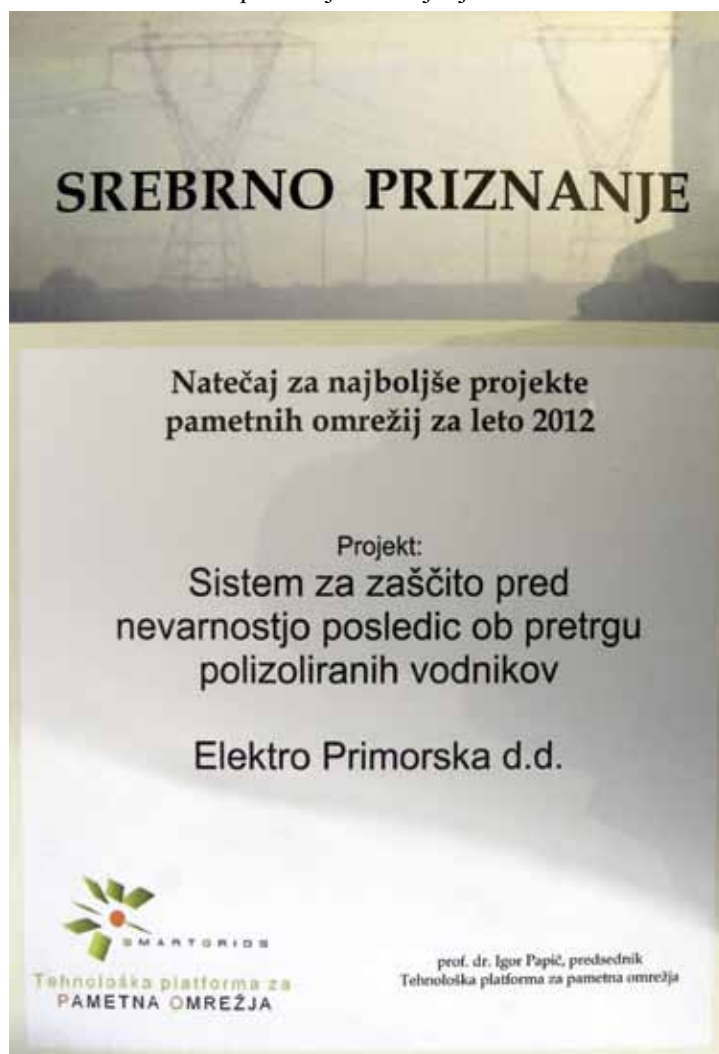 SREBRNO PRIZNANJE
Natečaj za najboljše projekte
pametnih omrežij za leto 2012
Projekt:
Sistem za zaščito pred
nevarnostjo posledic ob pretrgu
polizoliranih vodnikov
Elektro Primorska d.d.
SMARTGRIDS
Tehnološka platforma za
PAMETNA OMREŽJA
prof. dr. Igor Papič, predsednik
Tehnološka platforma za pametna omrežja